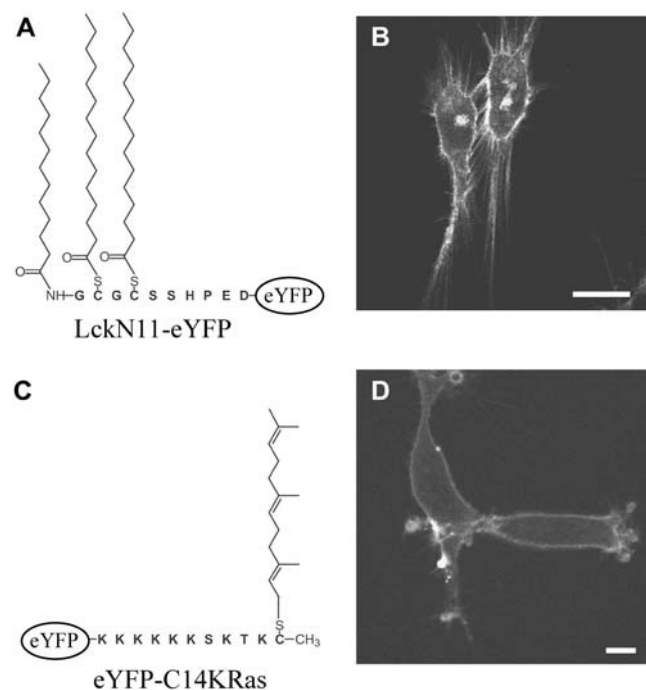 A
B
O O O
S S
NH-G C G C S S H P E D-eYFP
LckN11-eYFP
C
D
S
eYFP-K K K K K K S K T K C-CH₃
eYFP-C14KRas